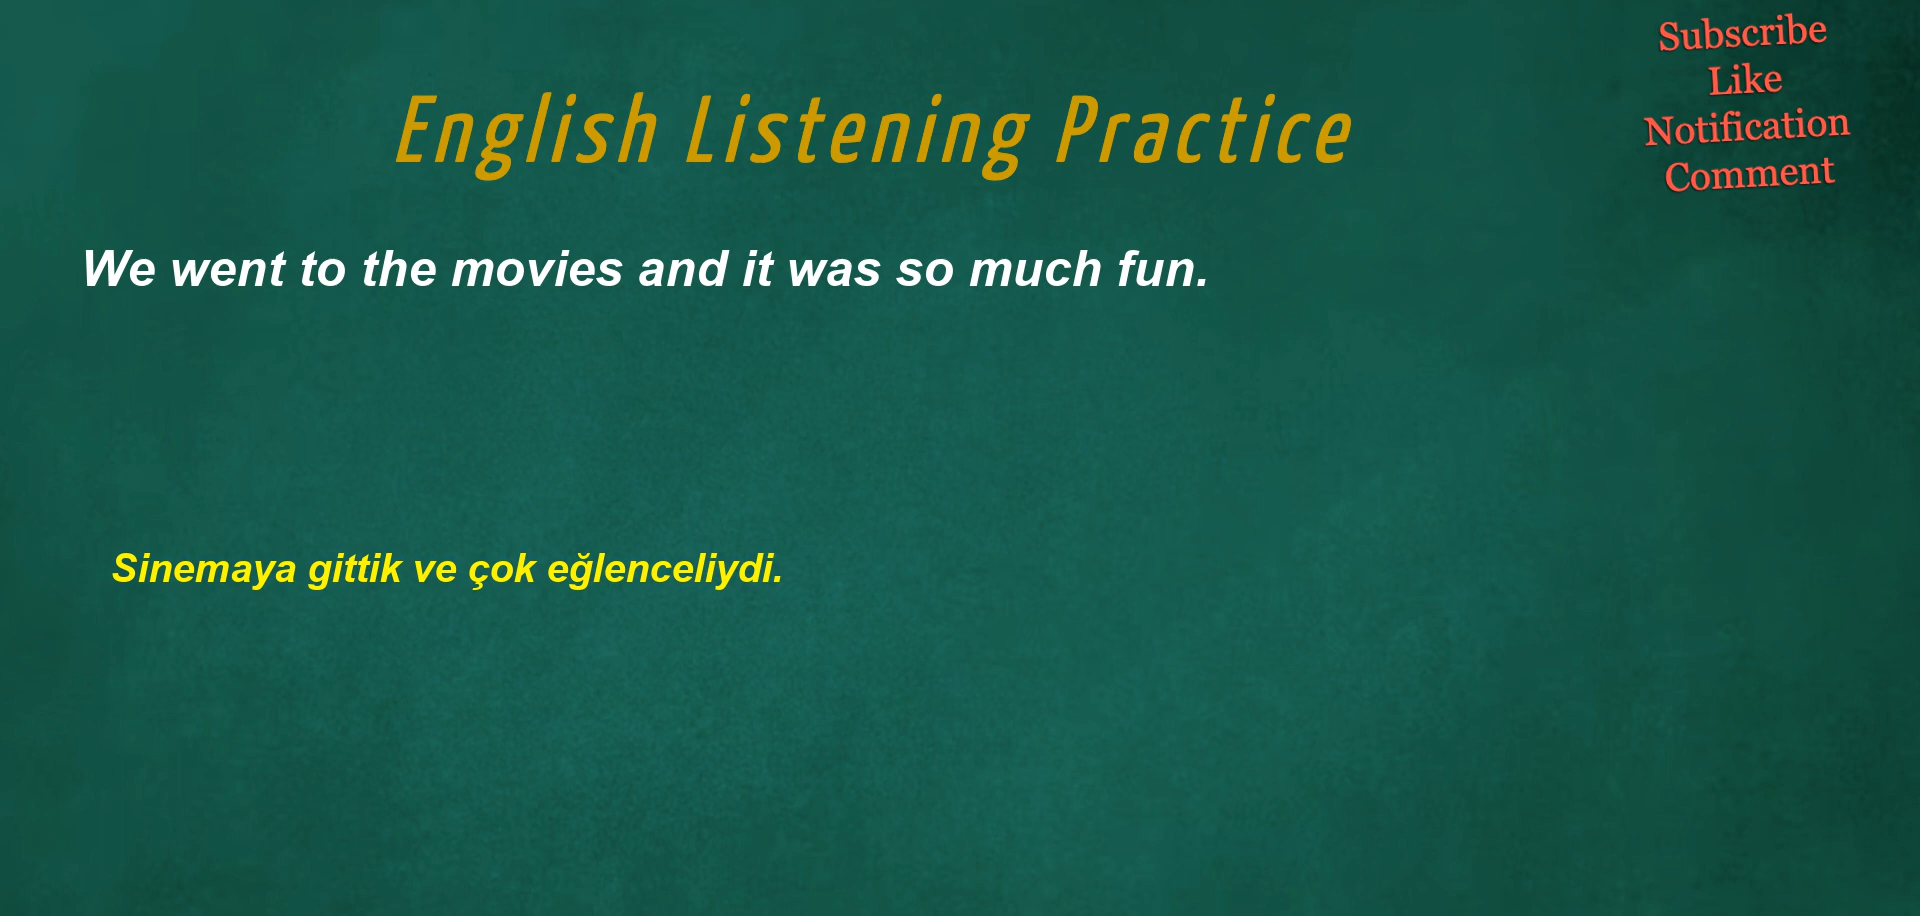 English Listening Practice
Subscribe
Like
Notification
Comment
We went to the movies and it was so much fun.
Sinemaya gittik ve çok eğlenceliydi.